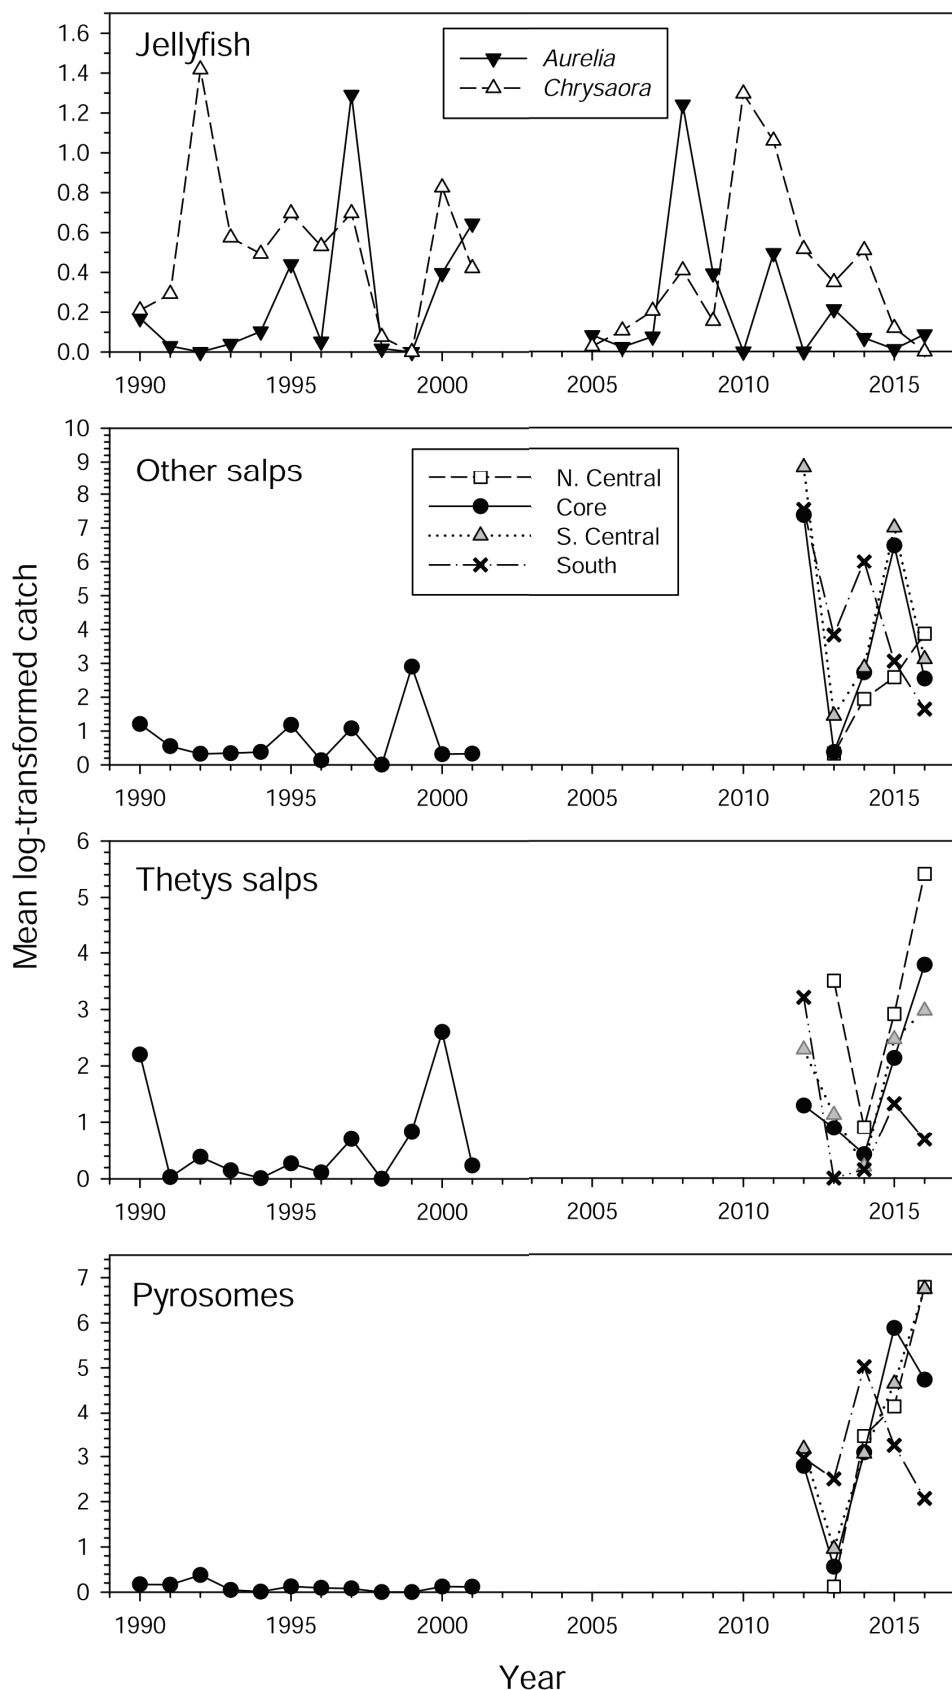 Mean log-transformed catch
Jellyfish
Aurelia
Chrysaora
1.6
1.4
1.2
1.0
0.8
0.6
0.4
0.2
0.0
1990 1995 2000 2005 2010 2015
Other salps
N. Central
Core
S. Central
South
10
9
8
7
6
5
4
3
2
1
0
1990 1995 2000 2005 2010 2015
Thetys salps
6
5
4
3
2
1
0
1990 1995 2000 2005 2010 2015
Pyrosomes
7
6
5
4
3
2
1
0
1990 1995 2000 2005 2010 2015
Year